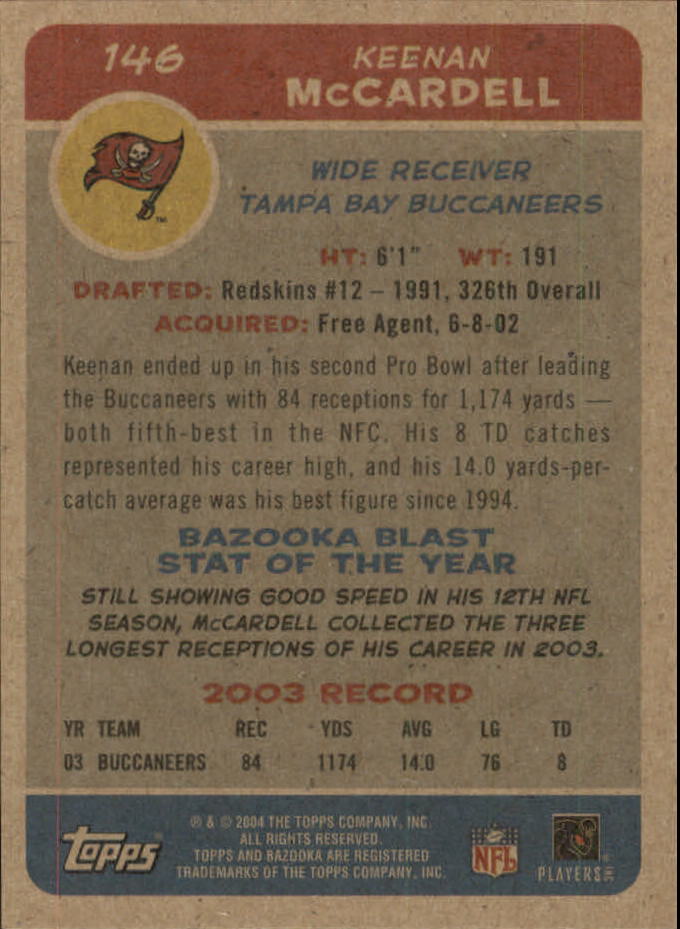 146
KEENAN
McCARDELL
TM
WIDE RECEIVER
TAMPA BAY BUCCANEERS
HT: 6'1" WT: 191
DRAFTED: Redskins #12 – 1991, 326th Overall
ACQUIRED: Free Agent, 6-8-02
Keenan ended up in his second Pro Bowl after leading
the Buccaneers with 84 receptions for 1,174 yards —
both fifth-best in the NFC. His 8 TD catches
represented his career high, and his 14.0 yards-per-
catch average was his best figure since 1994.
BAZOOKA BLAST
STAT OF THE YEAR
STILL SHOWING GOOD SPEED IN HIS 12TH NFL
SEASON, McCARDELL COLLECTED THE THREE
LONGEST RECEPTIONS OF HIS CAREER IN 2003.
2003 RECORD
YR TEAM REC YDS AVG LG TD
03 BUCCANEERS 84 1174 14.0 76 8
® & © 2004 THE TOPPS COMPANY, INC.
ALL RIGHTS RESERVED.
TOPPS AND BAZOOKA ARE REGISTERED
TRADEMARKS OF THE TOPPS COMPANY, INC.
Topps®
NFL
PLAYERS INC